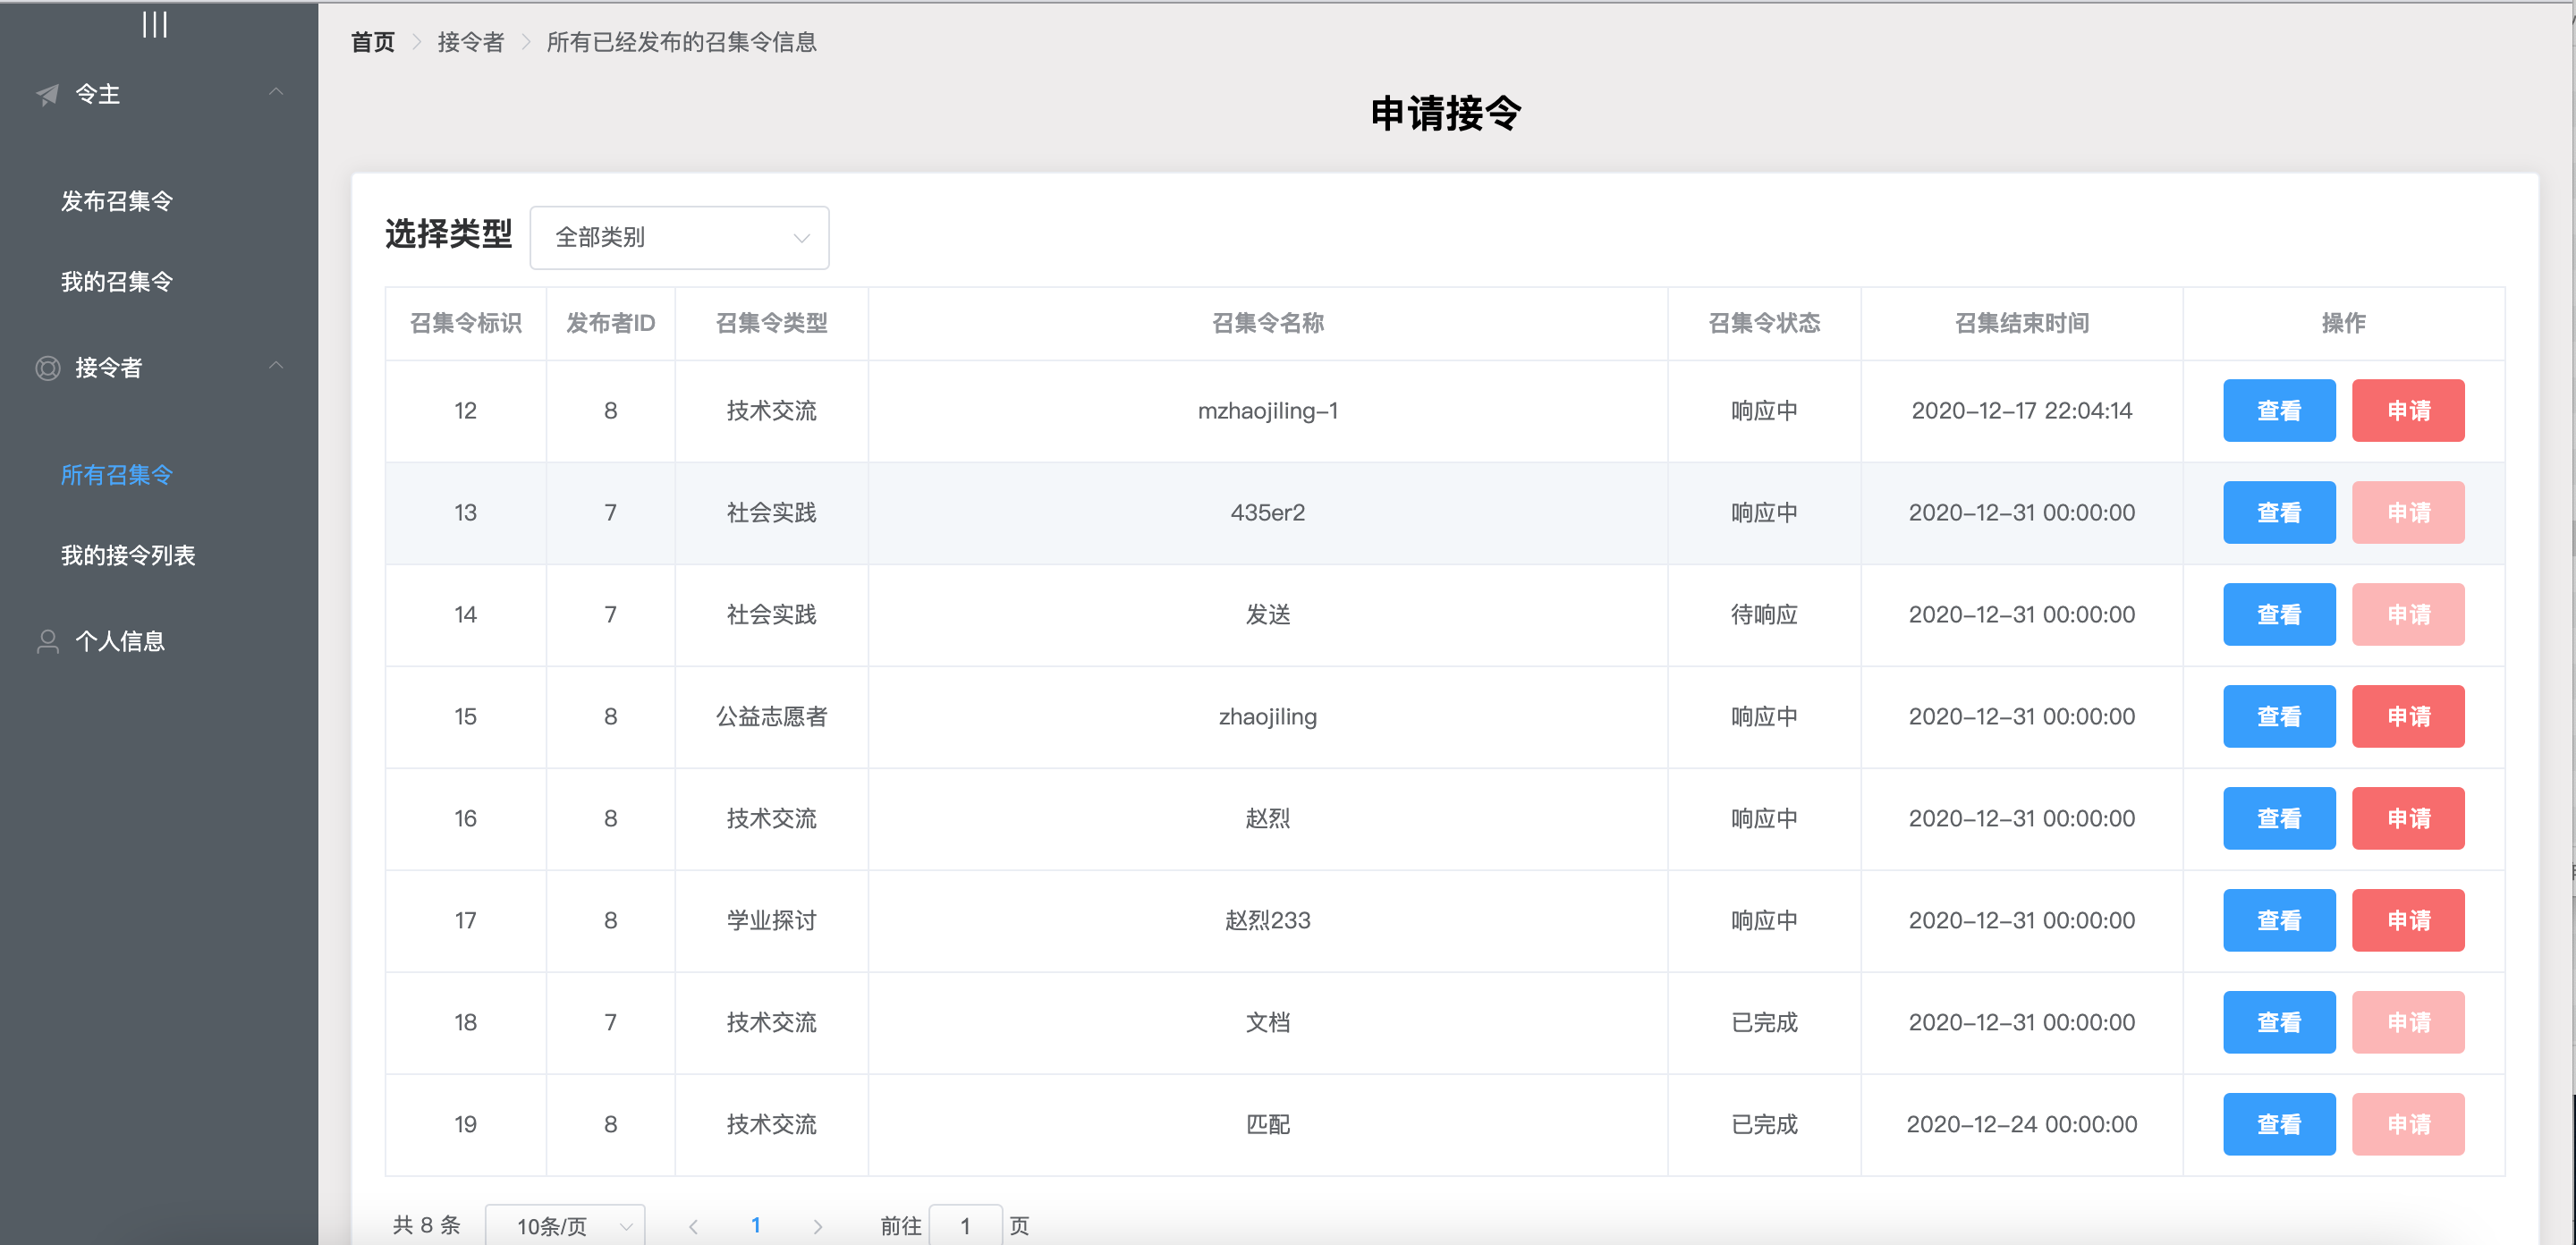 首页 > 接令者 > 所有已经发布的召集令信息
令主
发布召集令
我的召集令
接令者
所有召集令
我的接令列表
个人信息
申请接令
选择类型 全部类别
召集令标识 发布者ID 召集令类型 召集令名称 召集令状态 召集结束时间 操作
12 8 技术交流 mzhaojiling-1 响应中 2020-12-17 22:04:14 查看 申请
13 7 社会实践 435er2 响应中 2020-12-31 00:00:00 查看 申请
14 7 社会实践 发送 待响应 2020-12-31 00:00:00 查看 申请
15 8 公益志愿者 zhaojiling 响应中 2020-12-31 00:00:00 查看 申请
16 8 技术交流 赵烈 响应中 2020-12-31 00:00:00 查看 申请
17 8 学业探讨 赵烈233 响应中 2020-12-31 00:00:00 查看 申请
18 7 技术交流 文档 已完成 2020-12-31 00:00:00 查看 申请
19 8 技术交流 匹配 已完成 2020-12-24 00:00:00 查看 申请
共 8 条 10条/页 < 1 > 前往 1 页